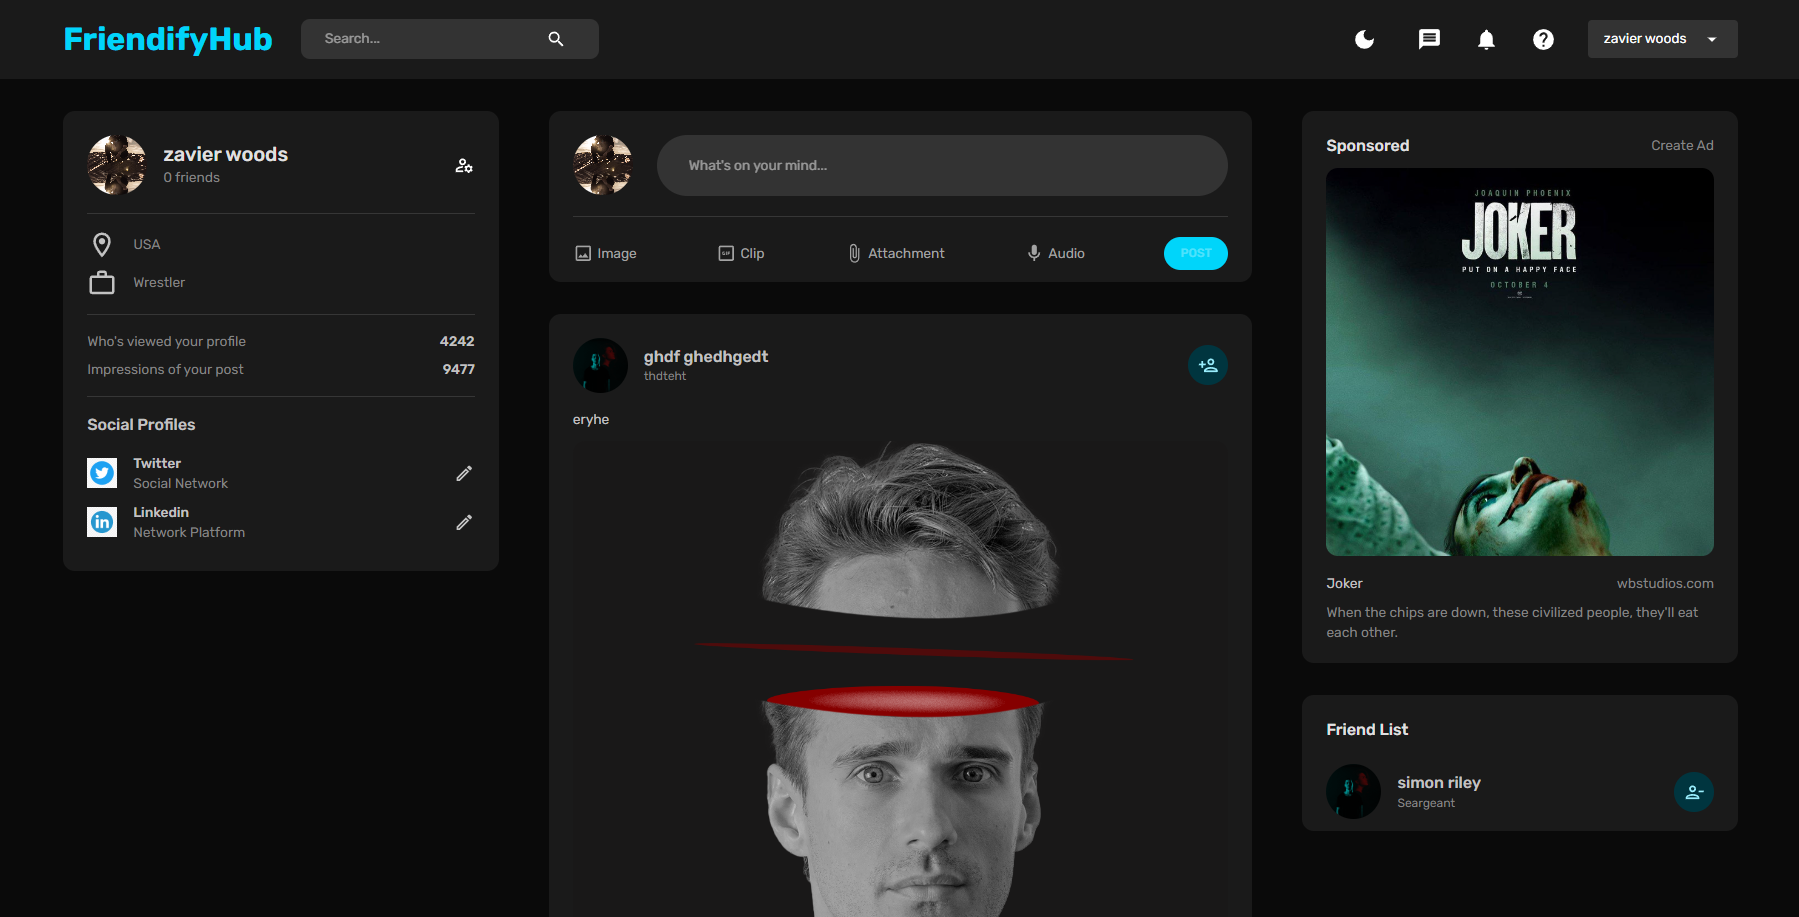 FriendifyHub
Search...
zavier woods
zavier woods
0 friends
USA
Wrestler
Who's viewed your profile 4242
Impressions of your post 9477
Social Profiles
Twitter
Social Network
Linkedin
Network Platform
What's on your mind...
Image
GIF Clip
Attachment
Audio
POST
ghdf ghedhgedt
thdteht
eryhe
Sponsored
Create Ad
JOAQUIN PHOENIX
JOKER
PUT ON A HAPPY FACE
OCTOBER 4
Joker
wbstudios.com
When the chips are down, these civilized people, they'll eat
each other.
Friend List
simon riley
Seargeant